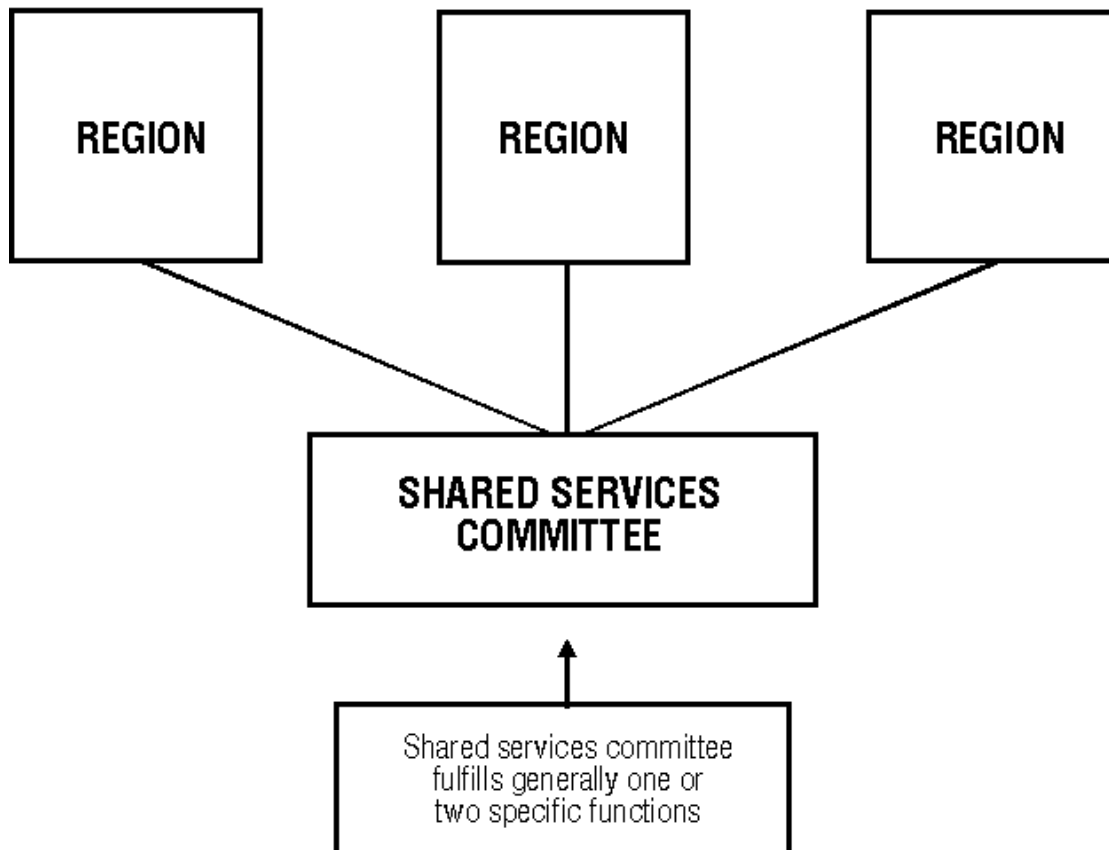 REGION
REGION
REGION
SHARED SERVICES
COMMITTEE
Shared services committee
fulfills generally one or
two specific functions